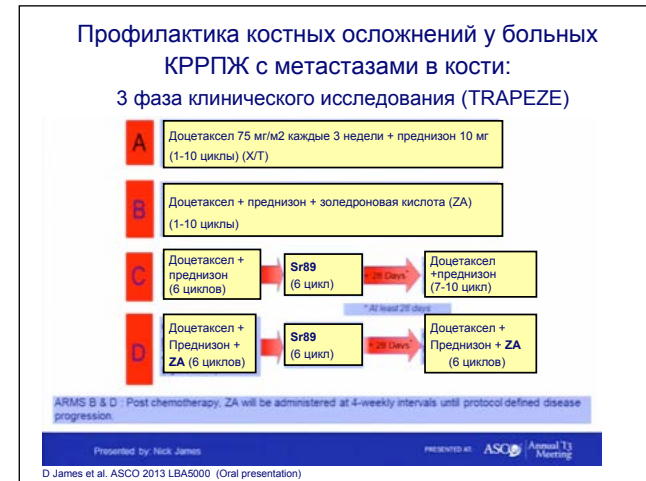 Профилактика костных осложнений у больных
КРРПЖ с метастазами в кости:
3 фаза клинического исследования (TRAPEZE)
A
Доцетаксел 75 мг/м2 каждые 3 недели + преднизон 10 мг
(1-10 циклы) (Х/Т)
B
Доцетаксел + преднизон + золедроновая кислота (ZA)
(1-10 циклы)
C
Доцетаксел +
преднизон
(6 циклов)
Sr89
(6 цикл)
+ 28 Days*
Доцетаксел
+преднизон
(7-10 цикл)
* At least 28 days
D
Доцетаксел +
Преднизон +
ZA (6 циклов)
Sr89
(6 цикл)
+ 28 Days*
Доцетаксел +
Преднизон + ZA
(6 циклов)
ARMS B & D : Post chemotherapy, ZA will be administered at 4-weekly intervals until protocol defined disease
progression.
Presented by: Nick James
PRESENTED AT: ASCO Annual '13
Meeting
D James et al. ASCO 2013 LBA5000 (Oral presentation)